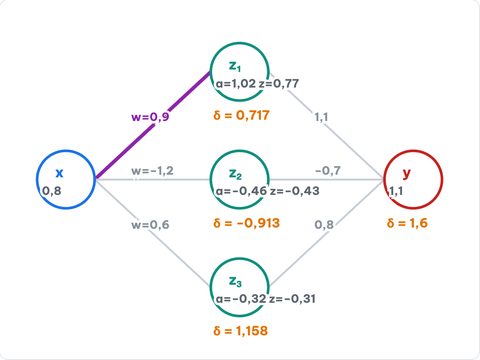 z₁
a=1,02 z=0,77
w=0,9
δ = 0,717
1,1
x
0,8
w=−1,2
z₂
a=−0,46 z=−0,43
−0,7
y
1,1
δ = −0,913
δ = 1,6
w=0,6
0,8
z₃
a=−0,32 z=−0,31
δ = 1,158